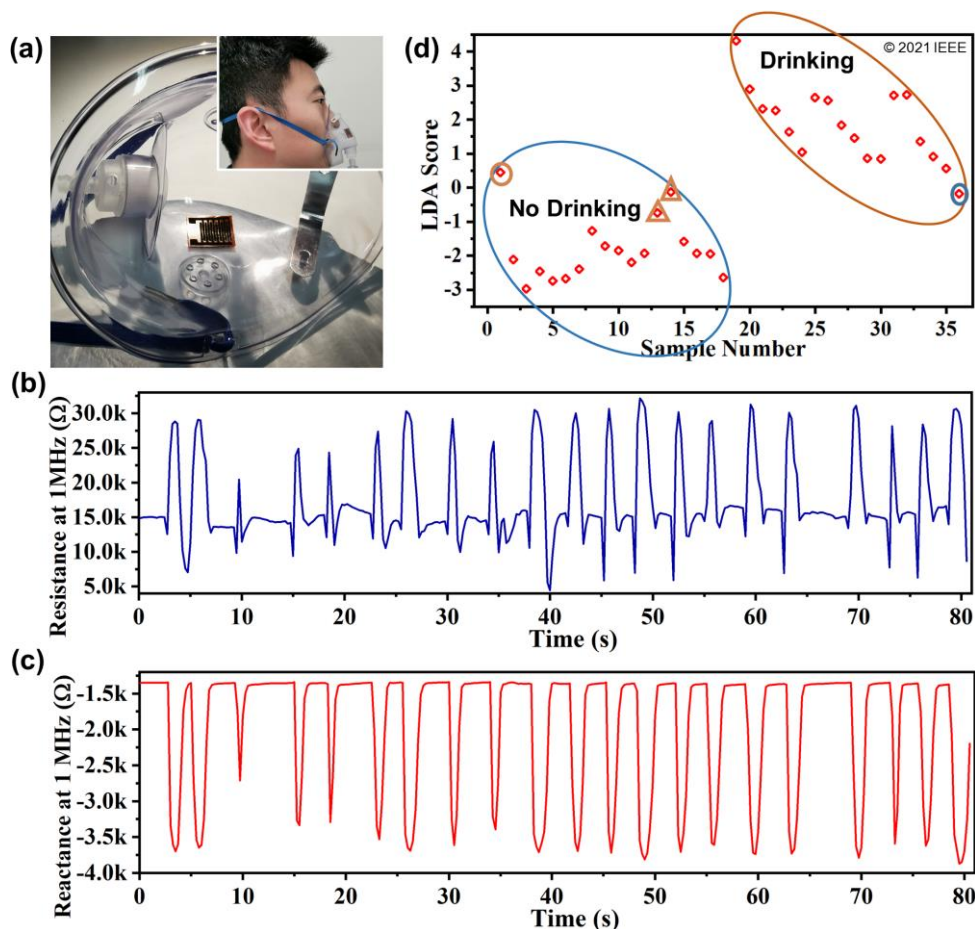 (a)
(d)
© 2021 IEEE
Drinking
No Drinking
LDA Score
4
3
2
1
0
-1
-2
-3
0 5 10 15 20 25 30 35
Sample Number
(b)
Resistance at 1MHz (Ω)
30.0k
25.0k
20.0k
15.0k
10.0k
5.0k
0 10 20 30 40 50 60 70 80
Time (s)
(c)
Reactance at 1 MHz (Ω)
-1.5k
-2.0k
-2.5k
-3.0k
-3.5k
-4.0k
0 10 20 30 40 50 60 70 80
Time (s)